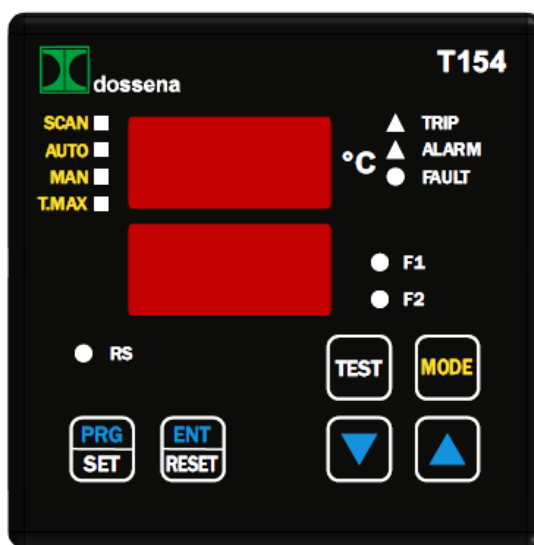 T154
dossena
SCAN
AUTO
MAN
T.MAX
°C
TRIP
ALARM
FAULT
F1
F2
RS
TEST
MODE
PRG
SET
ENT
RESET